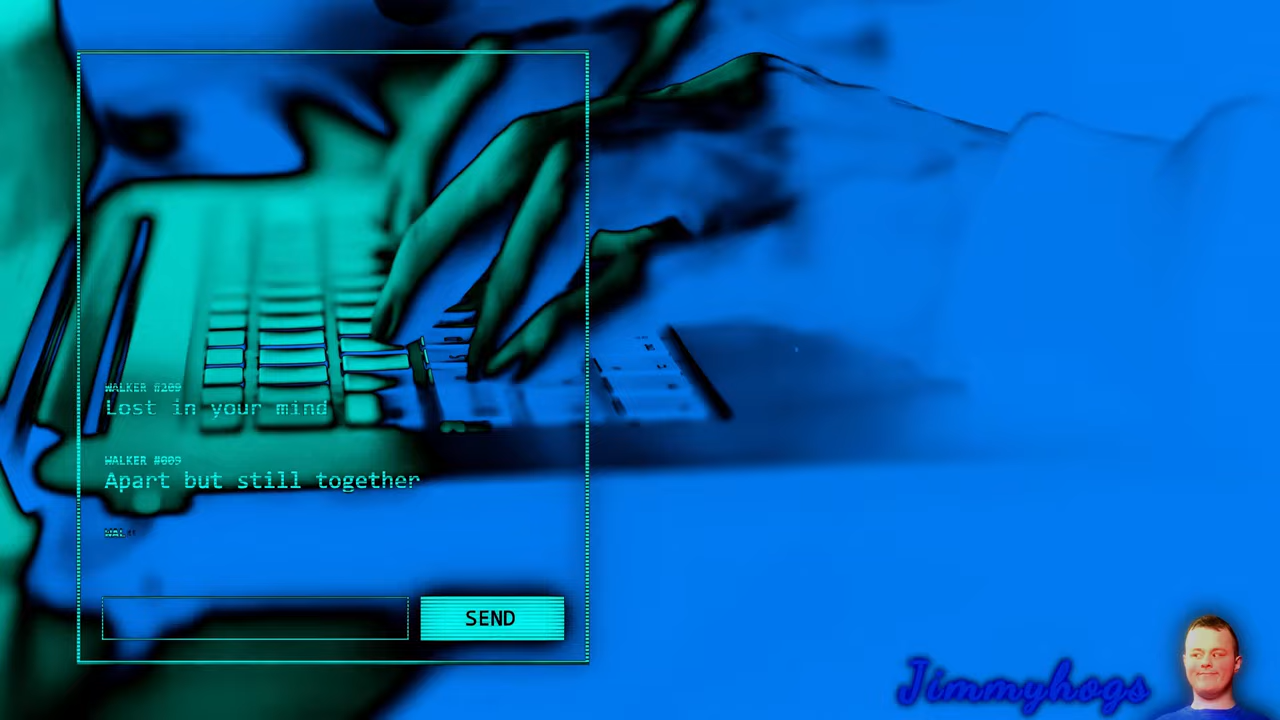 WALKER #209
Lost in your mind
WALKER #009
Apart but still together
SEND
Jimmyhogs